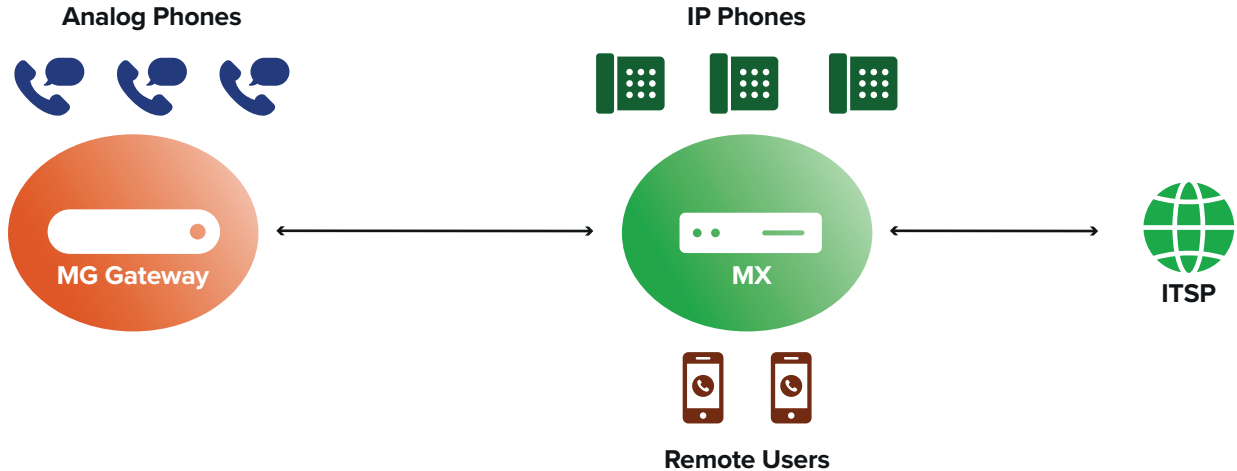 Analog Phones
IP Phones
MG Gateway
MX
ITSP
Remote Users